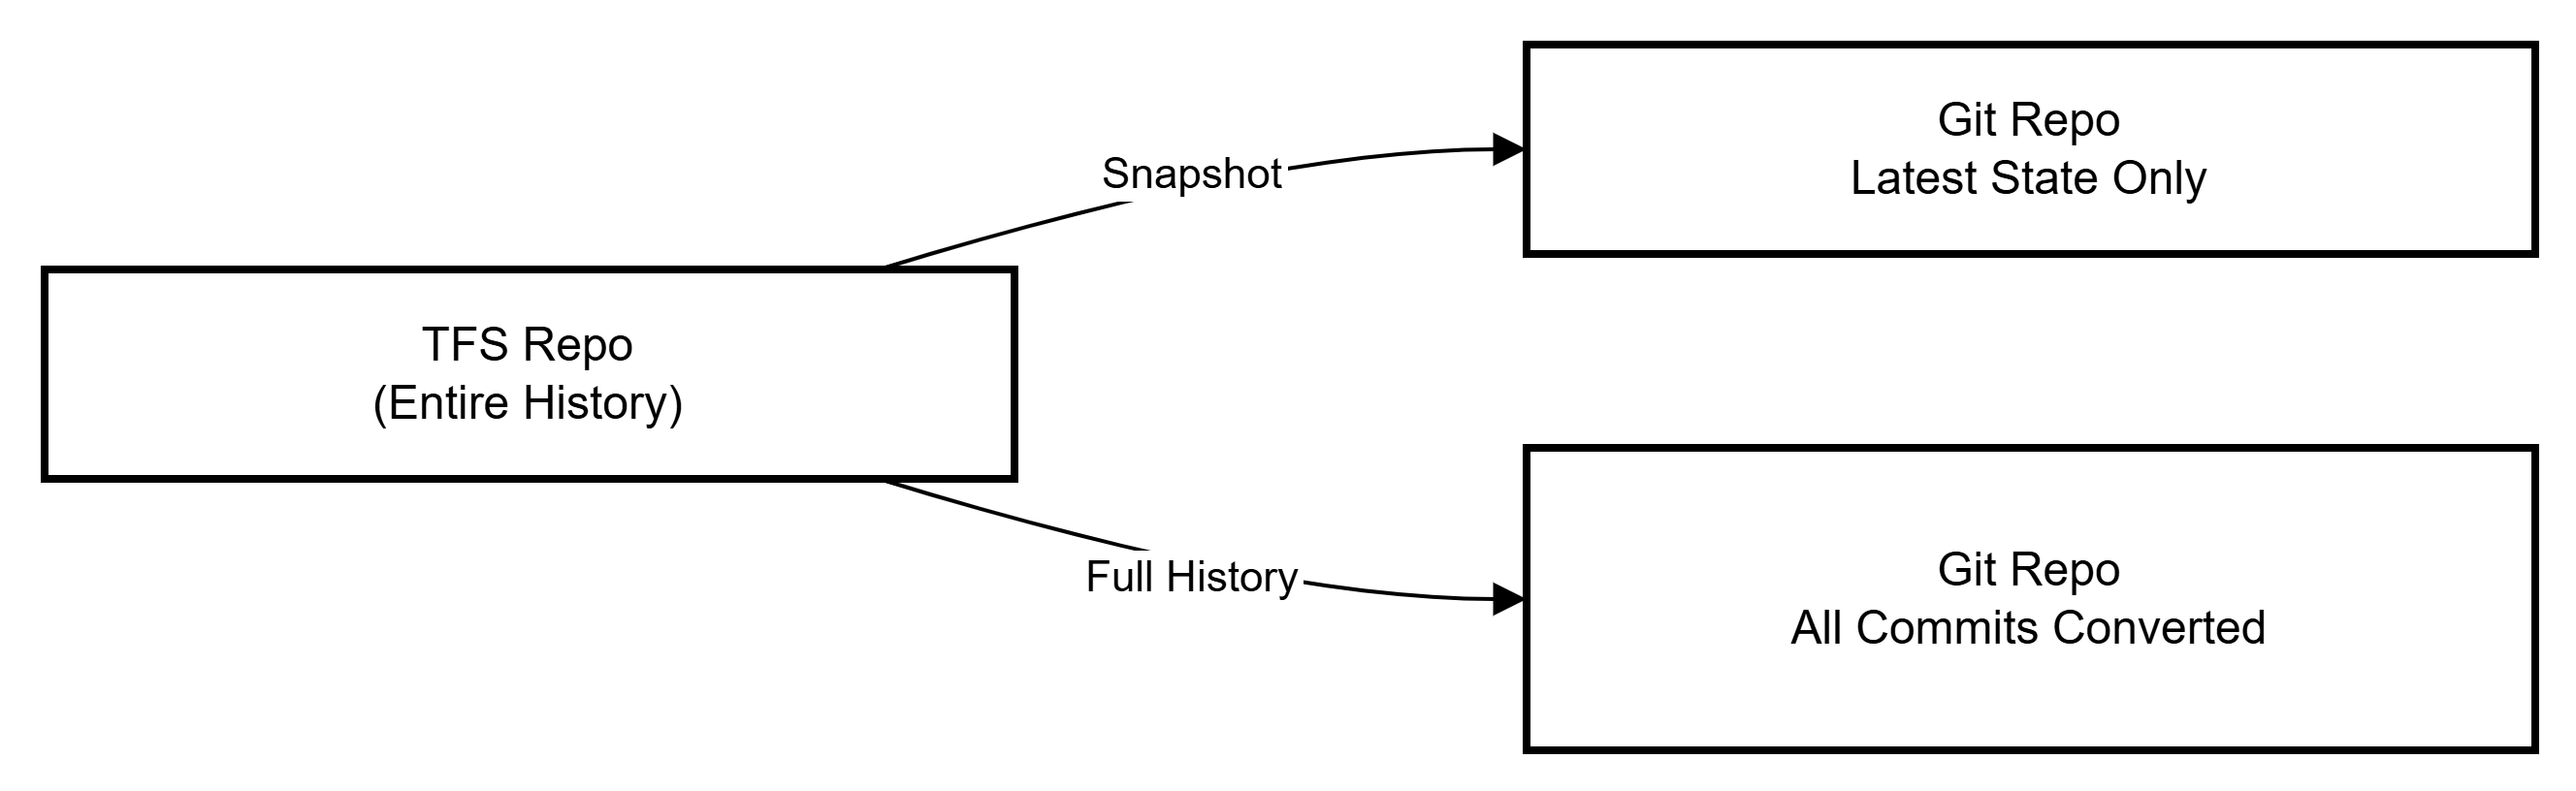 TFS Repo
(Entire History)
Snapshot
Git Repo
Latest State Only
Full History
Git Repo
All Commits Converted